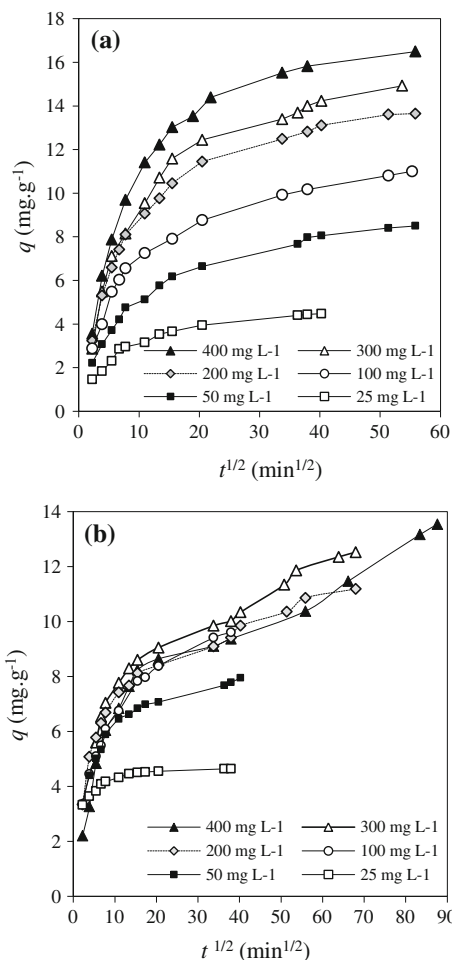 (a)
18
16
14
12
10
8
6
4
2
0
q (mg.g-1)
400 mg L-1 300 mg L-1
200 mg L-1 100 mg L-1
50 mg L-1 25 mg L-1
0 10 20 30 40 50 60
t1/2 (min1/2)
(b)
14
12
10
8
6
4
2
0
q (mg.g-1)
400 mg L-1 300 mg L-1
200 mg L-1 100 mg L-1
50 mg L-1 25 mg L-1
0 10 20 30 40 50 60 70 80 90
t 1/2 (min1/2)